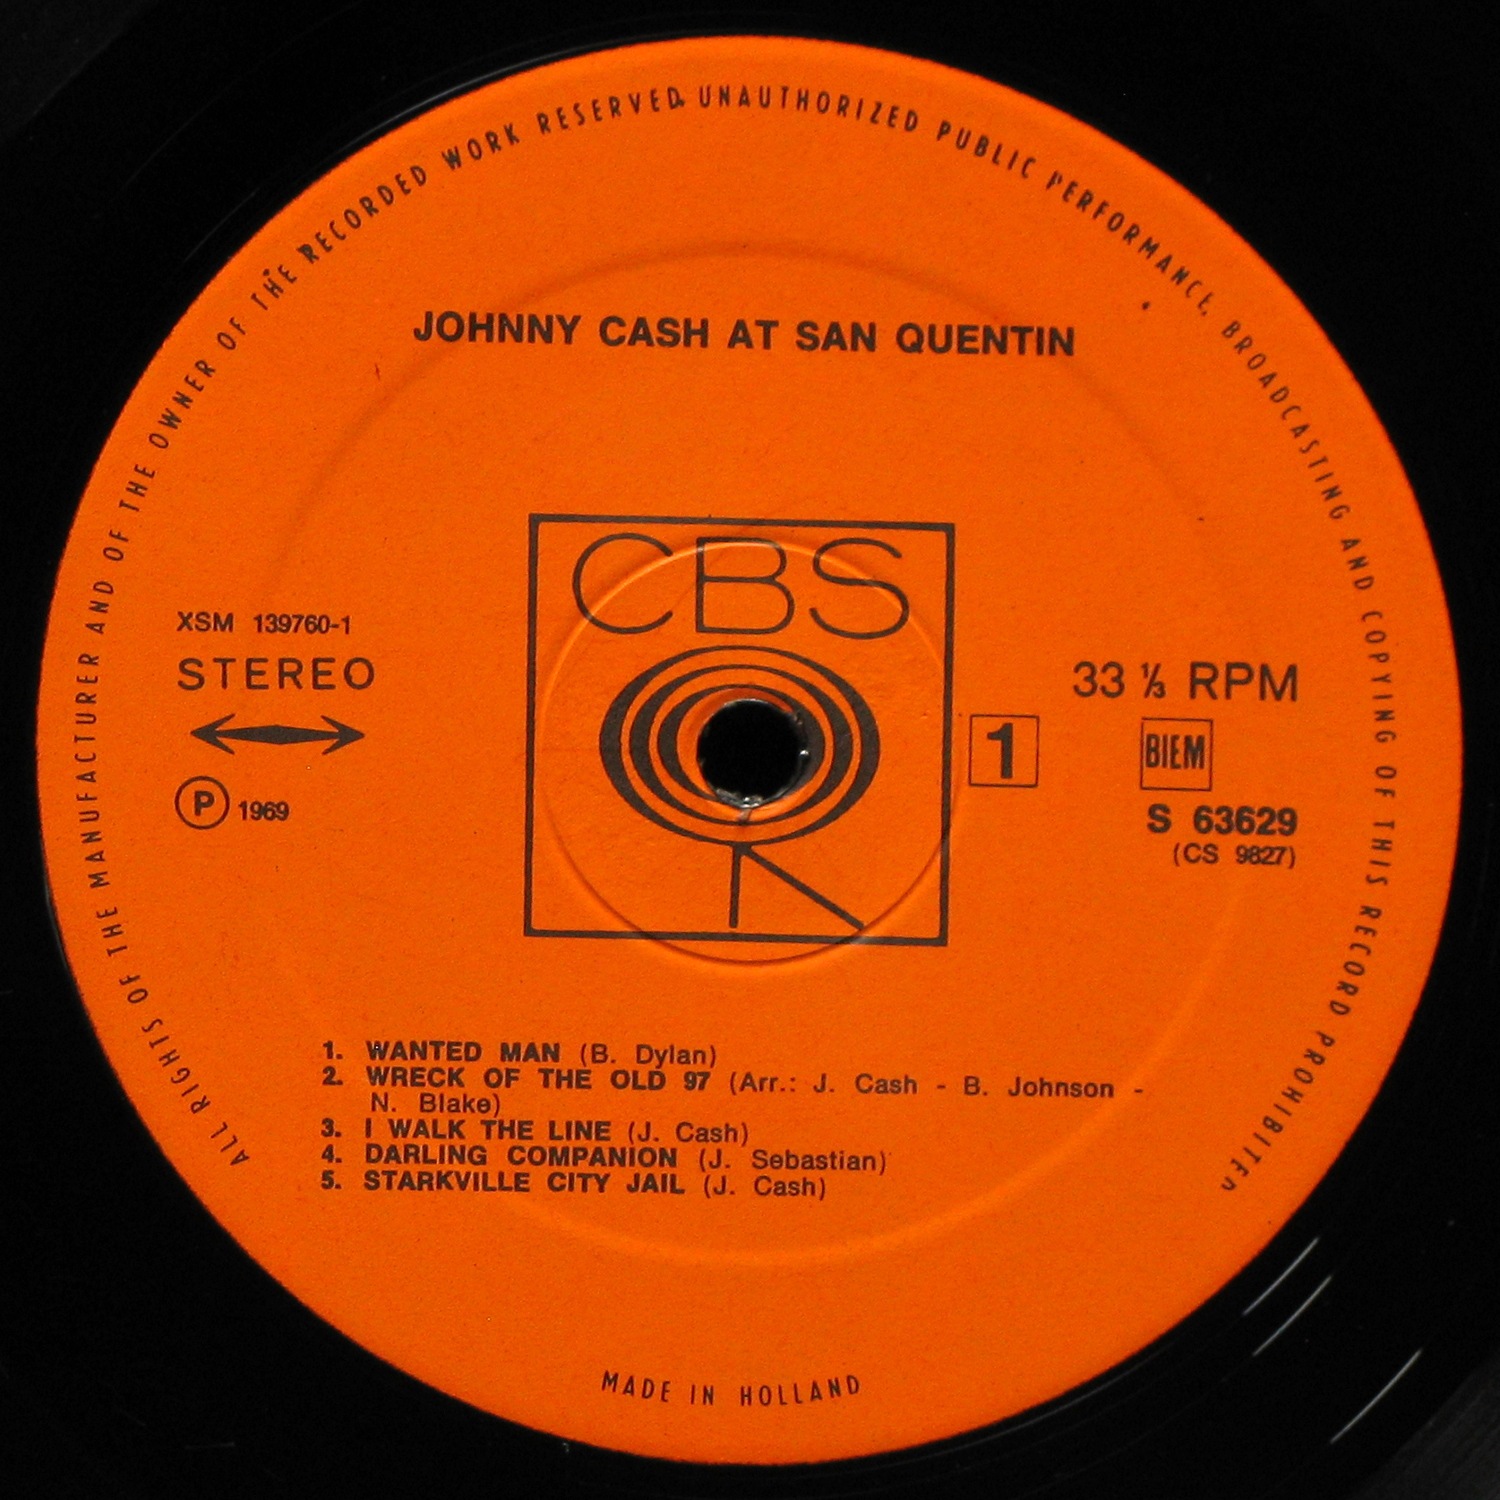 ALL RIGHTS OF THE MANUFACTURER AND OF THE OWNER OF THE RECORDED WORK RESERVED. UNAUTHORIZED PUBLIC PERFORMANCE, BROADCASTING AND COPYING OF THIS RECORD PROHIBITED
JOHNNY CASH AT SAN QUENTIN
CBS
XSM 139760-1
STEREO
Ⓟ 1969
1
33 ⅓ RPM
BIEM
S 63629
(CS 9827)
1. WANTED MAN (B. Dylan)
2. WRECK OF THE OLD 97 (Arr.: J. Cash - B. Johnson -
N. Blake)
3. I WALK THE LINE (J. Cash)
4. DARLING COMPANION (J. Sebastian)
5. STARKVILLE CITY JAIL (J. Cash)
MADE IN HOLLAND